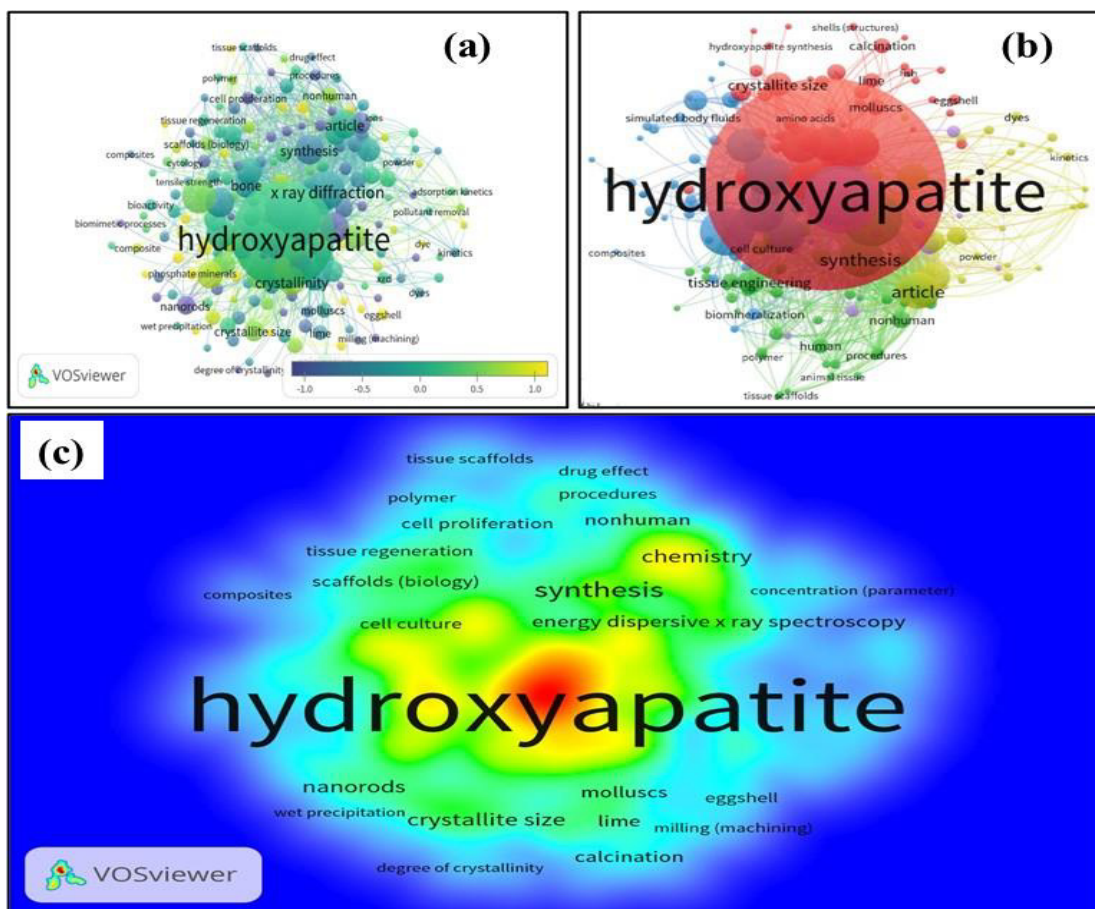 (a)
tissue scaffolds
drug effect
polymer
procedures
cell proliferation
nonhuman
tissue regeneration
article
ions
scaffolds (biology)
synthesis
composites
cytology
powder
tensile strength
bone
x ray diffraction
adsorption kinetics
bioactivity
pollutant removal
biomimetic processes
hydroxyapatite
dye
composite
kinetics
phosphate minerals
crystallinity
xrd
dyes
nanorods
molluscs
eggshell
wet precipitation
crystallite size
lime
milling (machining)
degree of crystallinity
VOSviewer
-1.0 -0.5 0.0 0.5 1.0
(b)
shells (structures)
hydroxyapatite synthesis
calcination
crystallite size
lime
fish
molluscs
eggshell
simulated body fluids
amino acids
dyes
kinetics
hydroxyapatite
composites
cell culture
synthesis
powder
tissue engineering
article
biomineralization
nonhuman
human
polymer
procedures
animal tissue
tissue scaffolds
(c)
tissue scaffolds
drug effect
polymer
procedures
cell proliferation
nonhuman
tissue regeneration
chemistry
scaffolds (biology)
synthesis
composites
concentration (parameter)
cell culture
energy dispersive x ray spectroscopy
hydroxyapatite
nanorods
molluscs
eggshell
wet precipitation
crystallite size
lime
milling (machining)
calcination
degree of crystallinity
VOSviewer